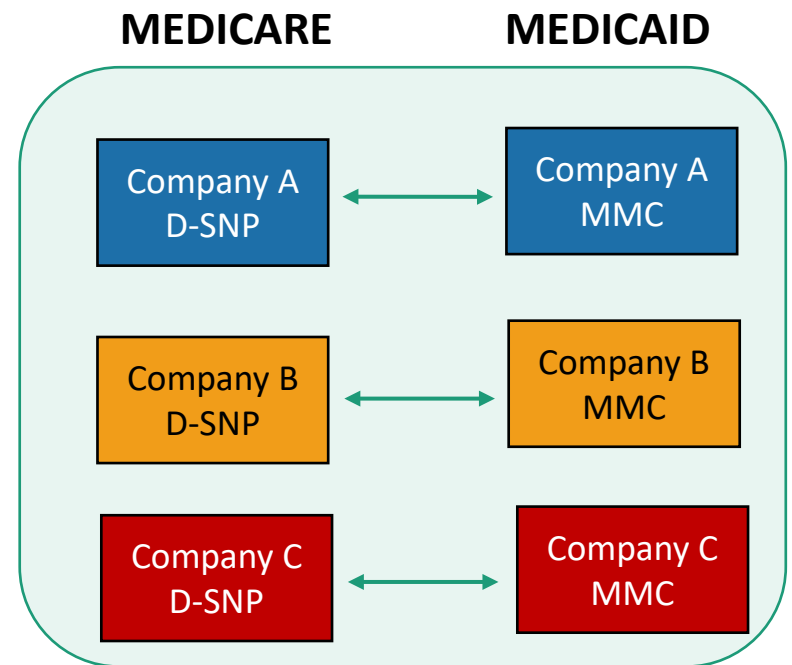 MEDICARE
MEDICAID
Company A
D-SNP
Company A
MMC
Company B
D-SNP
Company B
MMC
Company C
D-SNP
Company C
MMC